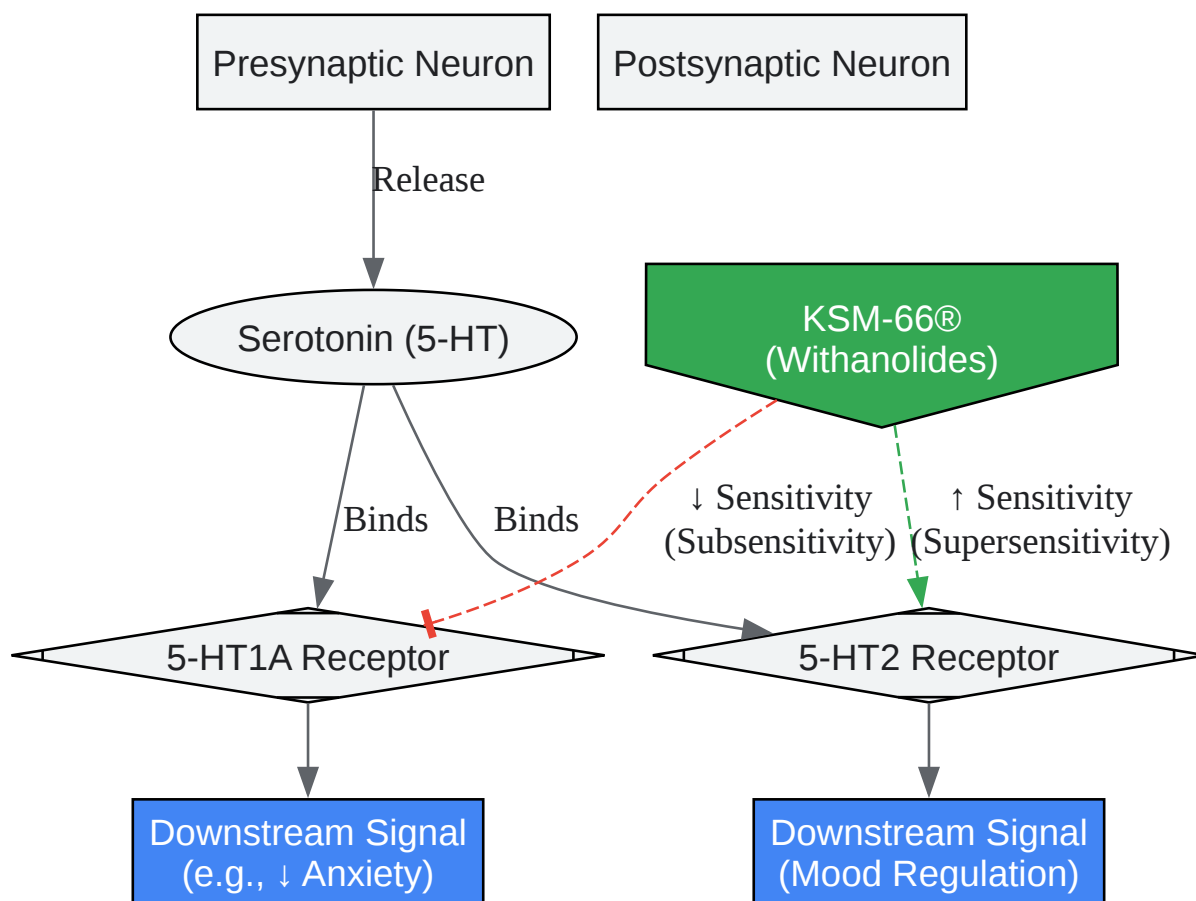 Presynaptic Neuron
Postsynaptic Neuron
Release
Serotonin (5-HT)
KSM-66®
(Withanolides)
Binds
Binds
↓ Sensitivity
(Subsensitivity)
↑ Sensitivity
(Supersensitivity)
5-HT1A Receptor
5-HT2 Receptor
Downstream Signal
(e.g., ↓ Anxiety)
Downstream Signal
(Mood Regulation)